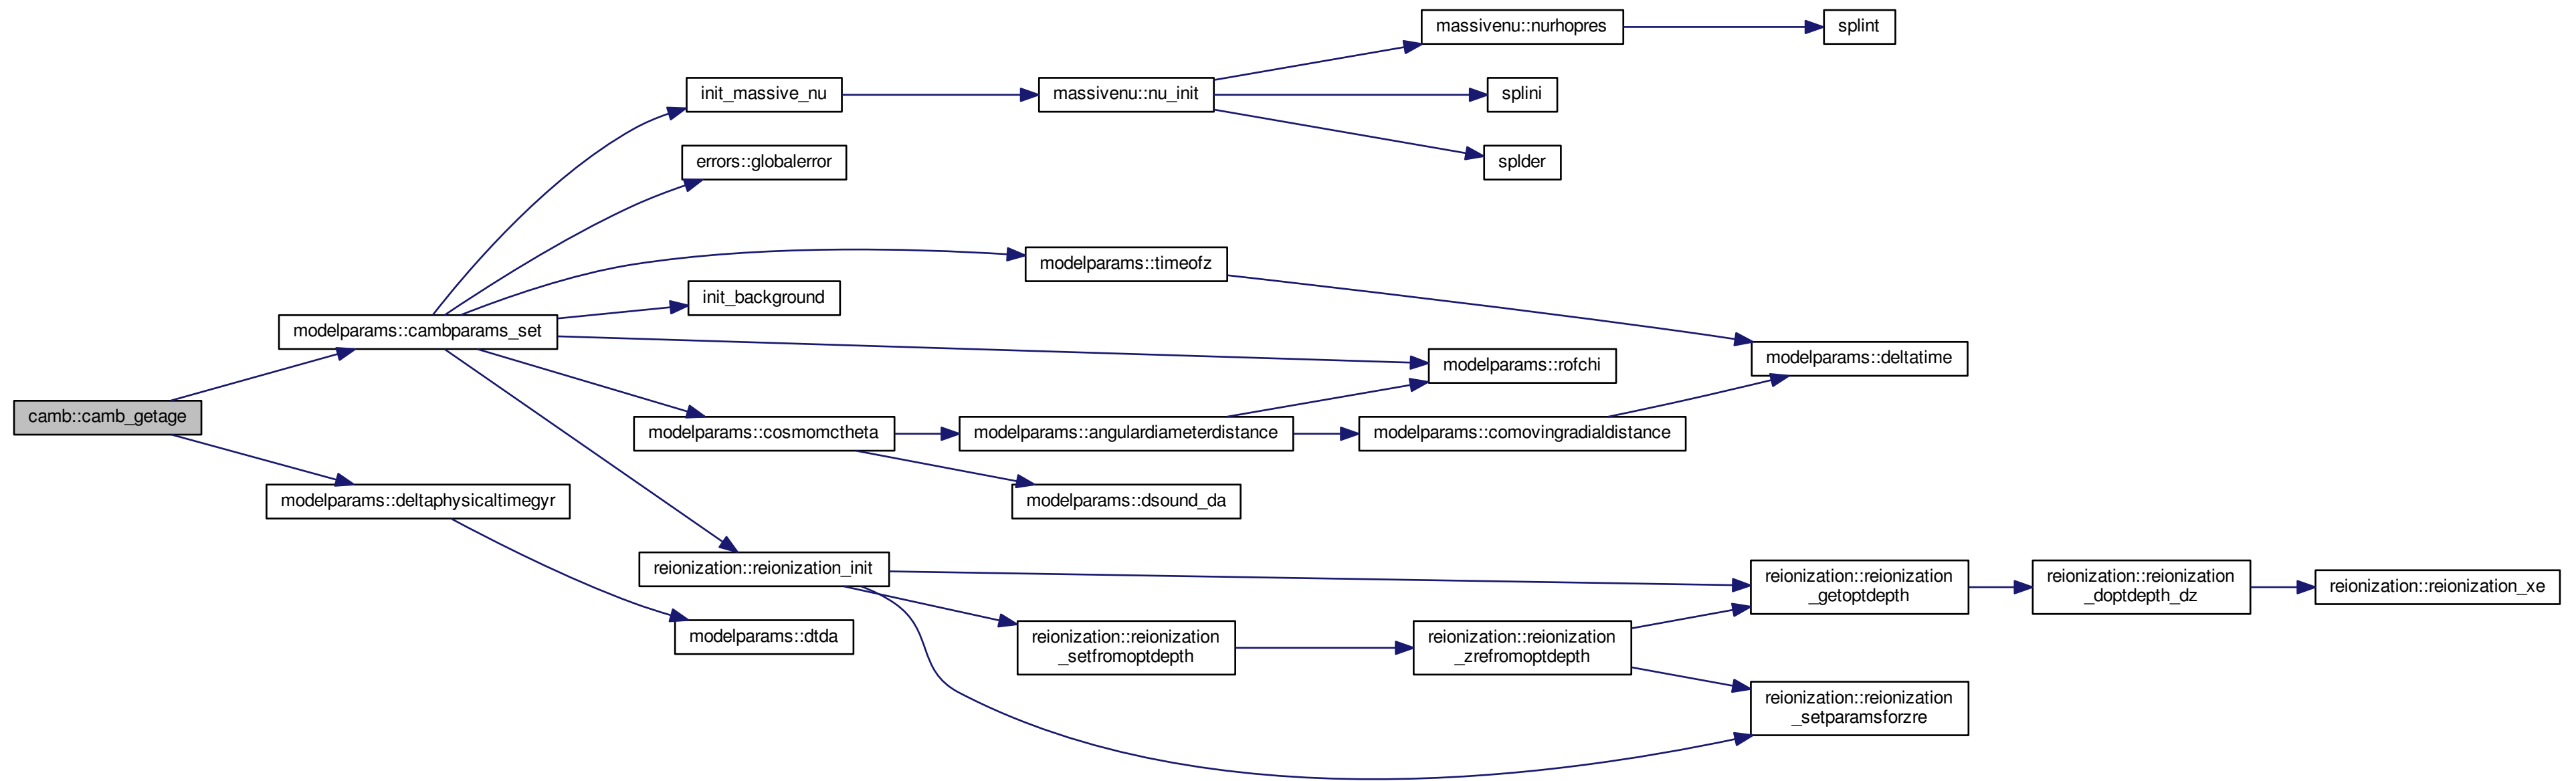 massivenu::nurhopres
splint
init_massive_nu
massivenu::nu_init
splini
errors::globalerror
splder
modelparams::timeofz
init_background
modelparams::cambparams_set
modelparams::deltatime
modelparams::rofchi
camb::camb_getage
modelparams::cosmomctheta
modelparams::angulardiameterdistance
modelparams::comovingradialdistance
modelparams::deltaphysicaltimegyr
modelparams::dsound_da
reionization::reionization_init
reionization::reionization
_getoptdepth
reionization::reionization
_doptdepth_dz
reionization::reionization_xe
modelparams::dtda
reionization::reionization
_setfromoptdepth
reionization::reionization
_zrefromoptdepth
reionization::reionization
_setparamsforzre